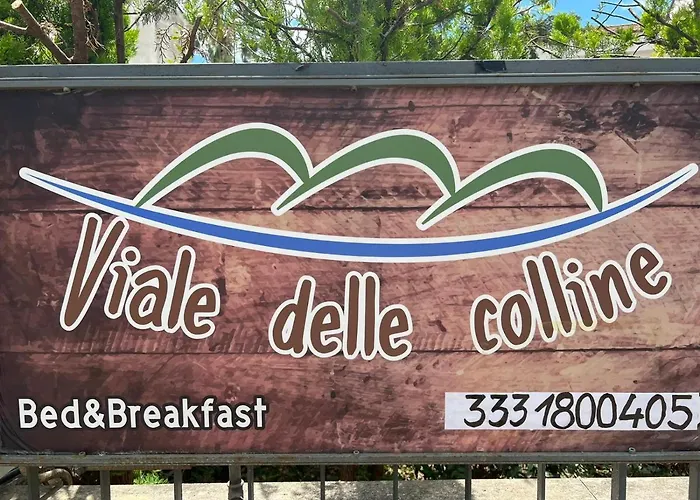 Viale delle colline
Bed&Breakfast
3331800405.